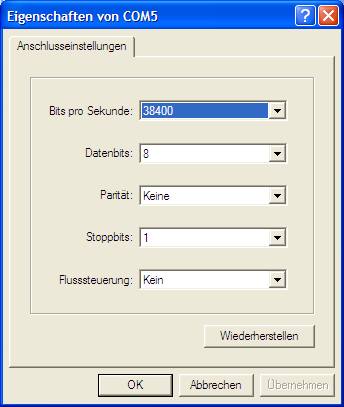 Eigenschaften von COM5
Anschlusseinstellungen
Bits pro Sekunde: 38400
Datenbits: 8
Parität: Keine
Stoppbits: 1
Flusssteuerung: Kein
Wiederherstellen
OK Abbrechen Übernehmen